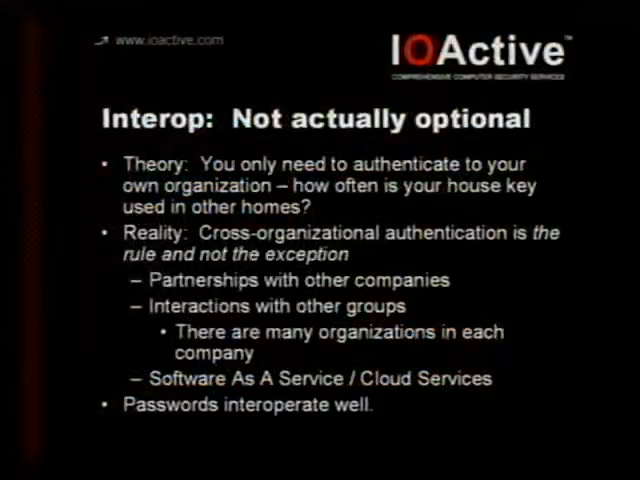 www.ioactive.com
IOActive™
COMPREHENSIVE COMPUTER SECURITY SERVICES
Interop: Not actually optional
• Theory: You only need to authenticate to your
own organization – how often is your house key
used in other homes?
• Reality: Cross-organizational authentication is the
rule and not the exception
– Partnerships with other companies
– Interactions with other groups
• There are many organizations in each
company
– Software As A Service / Cloud Services
• Passwords interoperate well.